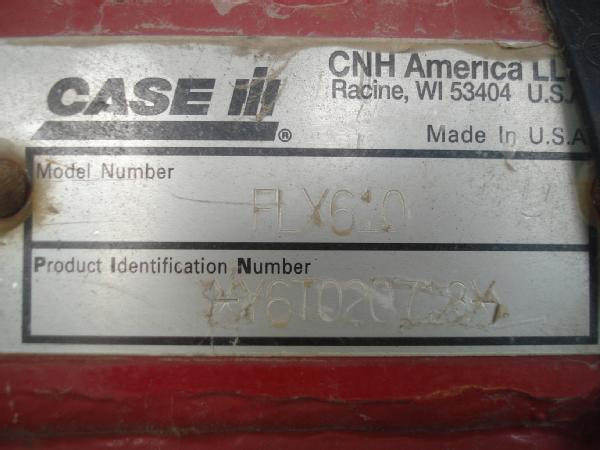 CNH America LL
Racine, WI 53404 U.S.A
CASE IH ®
Made In U.S.A
Model Number
FLX610
Product Identification Number